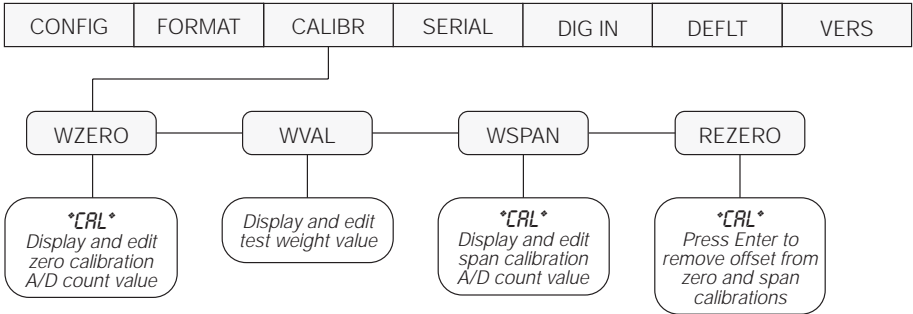 CONFIG FORMAT CALIBR SERIAL DIG IN DEFLT VERS
WZERO WVAL WSPAN REZERO
*CAL*
Display and edit
zero calibration
A/D count value
Display and edit
test weight value
*CAL*
Display and edit
span calibration
A/D count value
*CAL*
Press Enter to
remove offset from
zero and span
calibrations